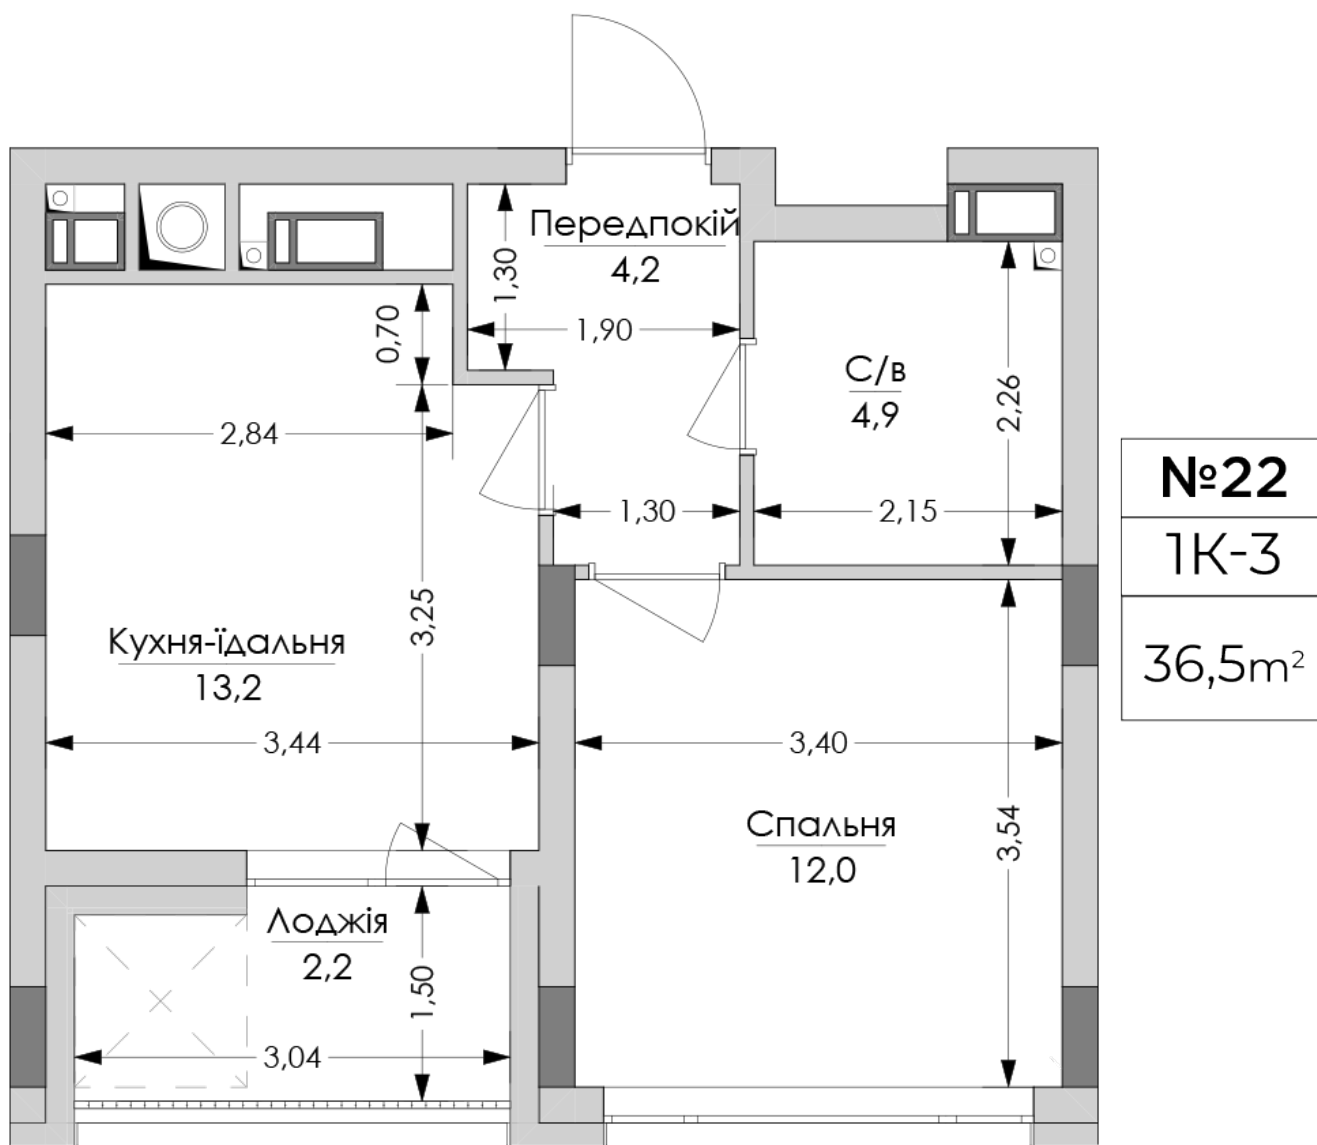 Передпокій
4,2
1,30
1,90
0,70
С/в
4,9
2,26
2,84
1,30
2,15
№22
1К-3
36,5m²
3,25
Кухня-їдальня
13,2
3,44
3,40
Спальня
12,0
3,54
Лоджія
2,2
1,50
3,04